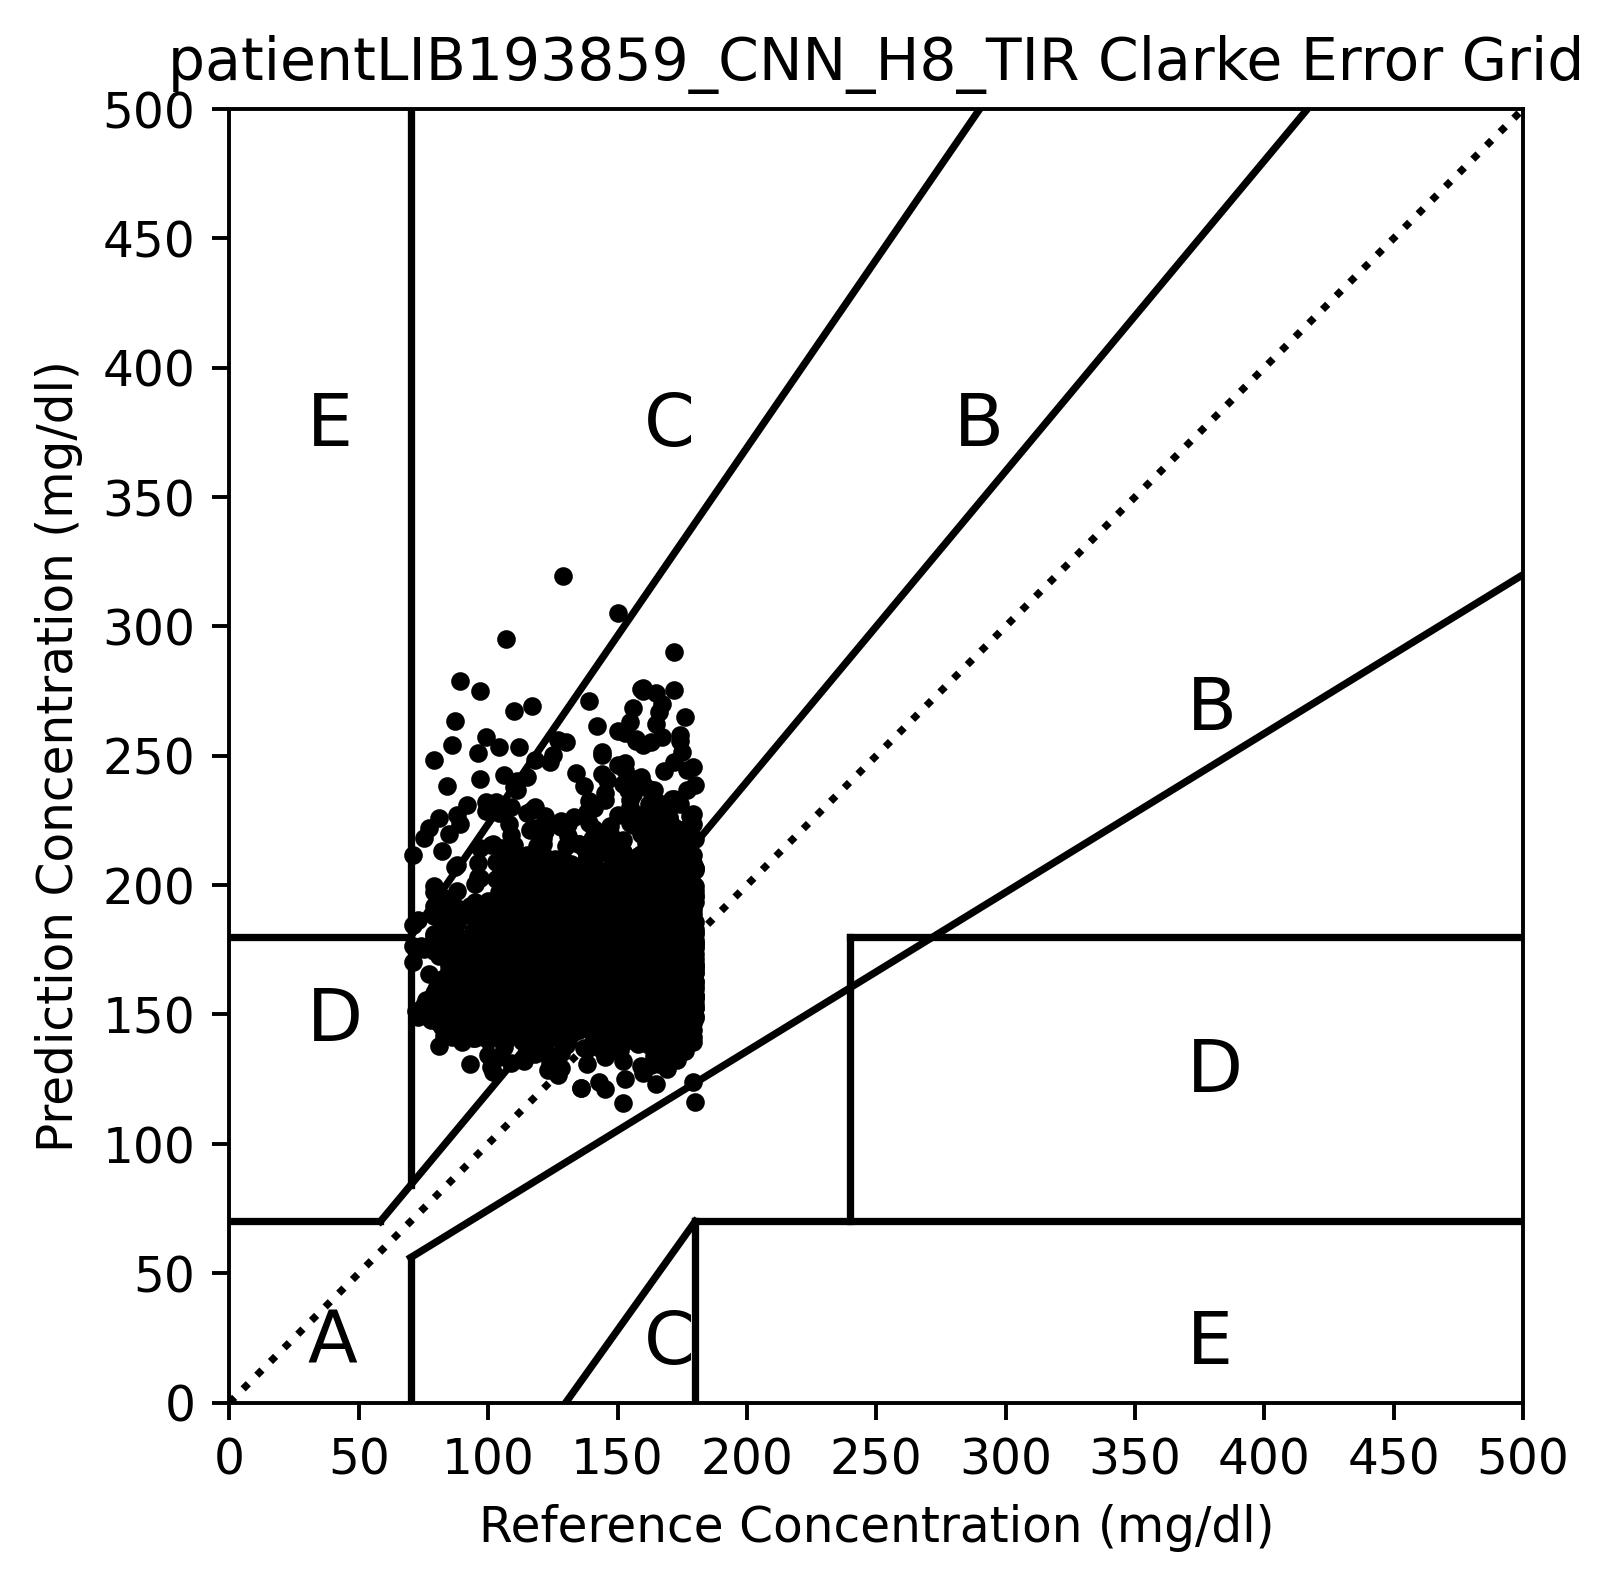 patientLIB193859_CNN_H8_TIR Clarke Error Grid
500
450
400
350
300
250
200
150
100
50
0
Prediction Concentration (mg/dl)
E
C
B
B
D
D
A
C
E
0 50 100 150 200 250 300 350 400 450 500
Reference Concentration (mg/dl)